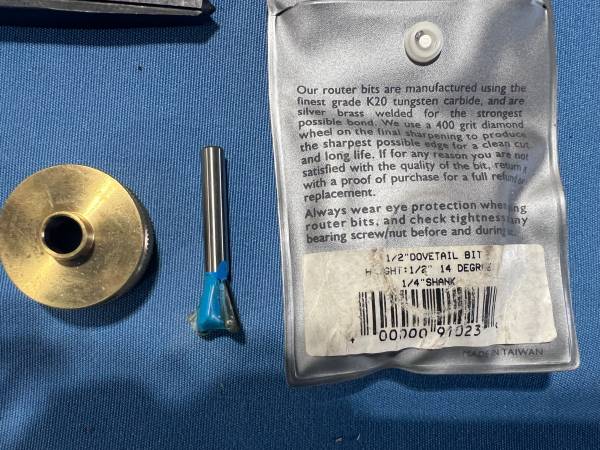 Our router bits are manufactured using the
finest grade K20 tungsten carbide, and are
silver brass welded for the strongest
possible bond. We use a 400 grit diamond
wheel on the final sharpening to produce
the sharpest possible edge for a clean cut
and long life. If for any reason you are not
satisfied with the quality of the bit, return
with a proof of purchase for a full refund or
replacement.
Always wear eye protection when
router bits, and check tightness any
bearing screw/nut before and during
1/2"DOVETAIL BIT
HEIGHT:1/2" 14 DEGREE
1/4"SHANK
00000 91023
MADE IN TAIWAN